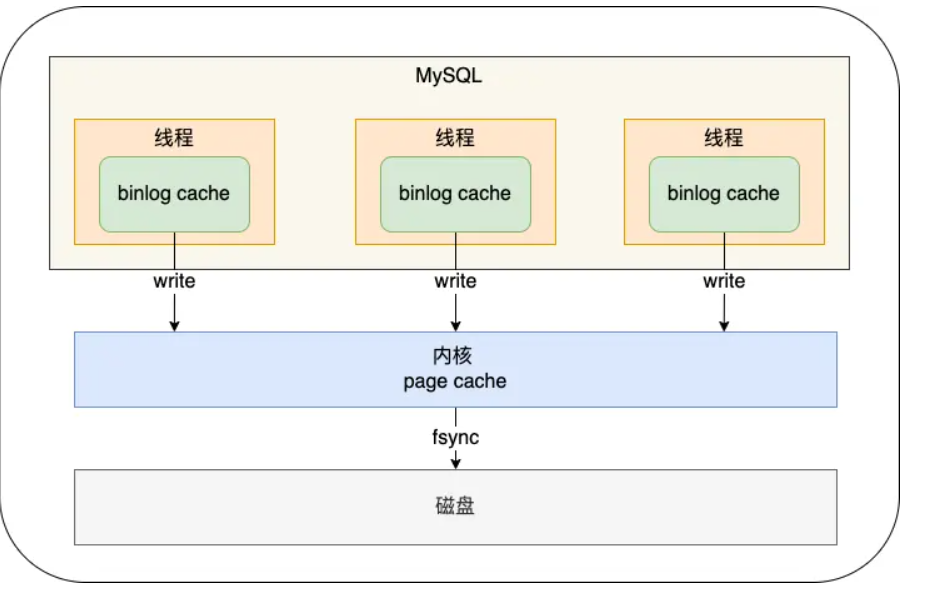 MySQL
线程
线程
线程
binlog cache
binlog cache
binlog cache
write
write
write
内核
page cache
fsync
磁盘